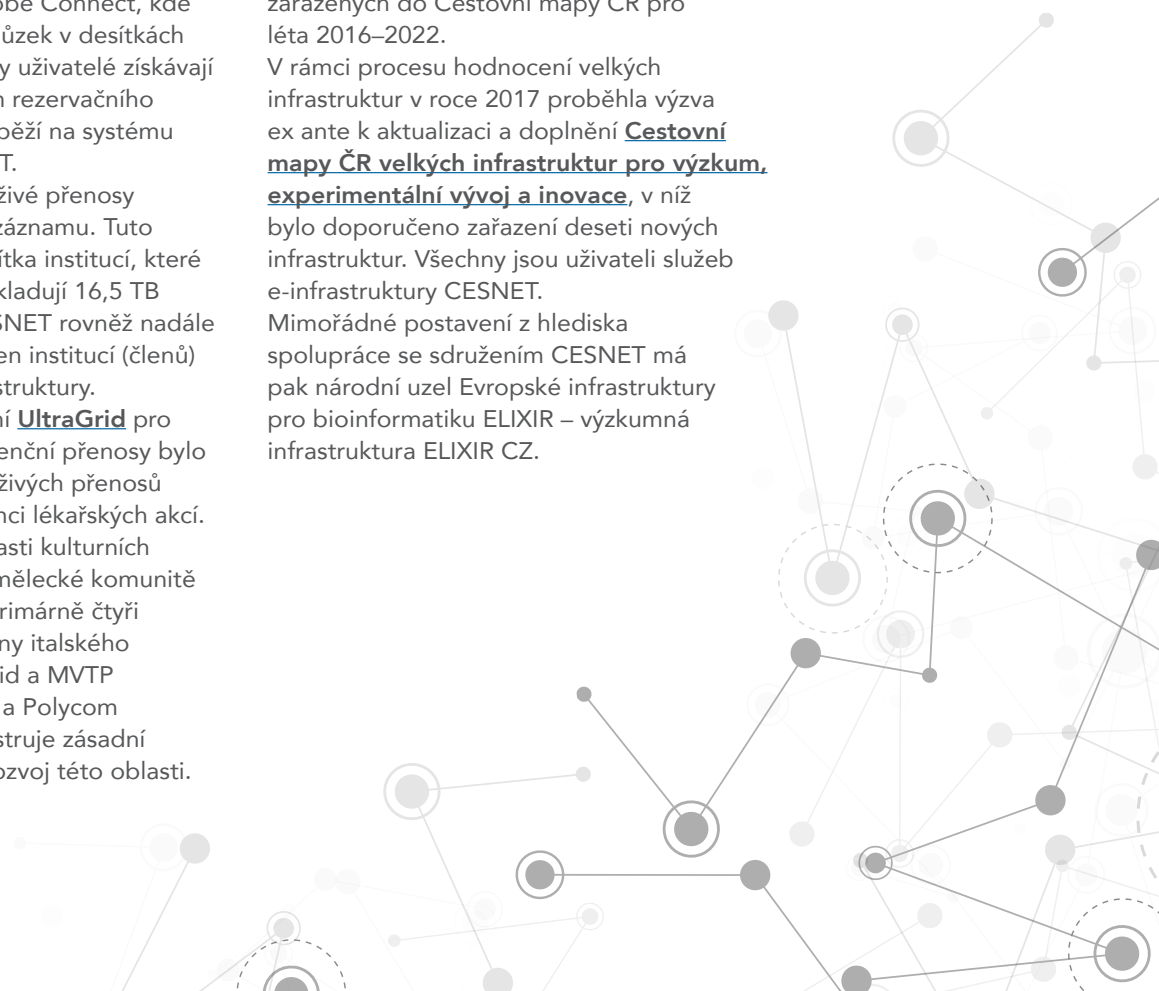 obe Connect, kde
ůzek v desítkách
y uživatelé získávají
rezervačního
běží na systému
T.
živé přenosy
záznamu. Tuto
ítka institucí, které
kladují 16,5 TB
SNET rovněž nadále
en institucí (členů)
struktury.
ní UltraGrid pro
enční přenosy bylo
živých přenosů
nci lékařských akcí.
asti kulturních
mělecké komunitě
rimárně čtyři
ny italského
id a MVTP
a Polycom
struje zásadní
ozvoj této oblasti.
zařazených do Cestovní mapy ČR pro
léta 2016–2022.
V rámci procesu hodnocení velkých
infrastruktur v roce 2017 proběhla výzva
ex ante k aktualizaci a doplnění Cestovní
mapy ČR velkých infrastruktur pro výzkum,
experimentální vývoj a inovace, v níž
bylo doporučeno zařazení deseti nových
infrastruktur. Všechny jsou uživateli služeb
e-infrastruktury CESNET.
Mimořádné postavení z hlediska
spolupráce se sdružením CESNET má
pak národní uzel Evropské infrastruktury
pro bioinformatiku ELIXIR – výzkumná
infrastruktura ELIXIR CZ.